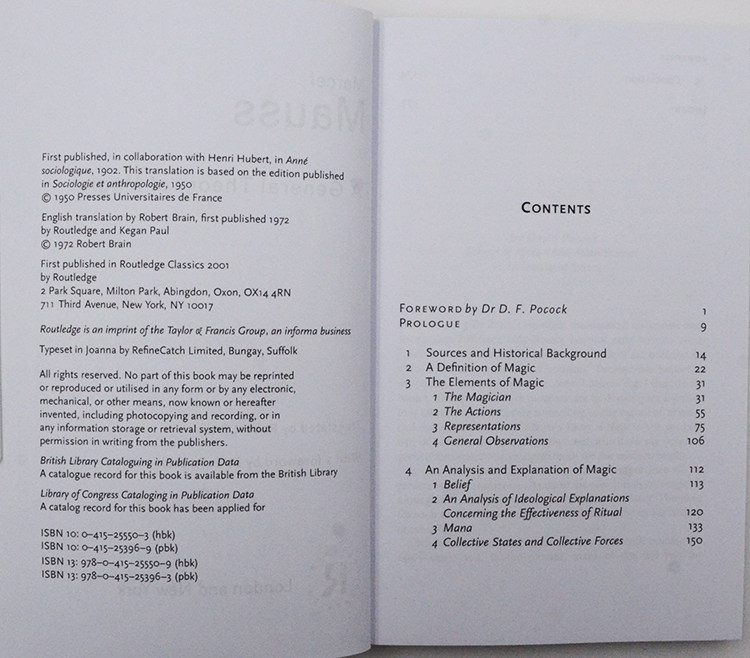 First published, in collaboration with Henri Hubert, in Anné
sociologique, 1902. This translation is based on the edition published
in Sociologie et anthropologie, 1950
© 1950 Presses Universitaires de France
English translation by Robert Brain, first published 1972
by Routledge and Kegan Paul
© 1972 Robert Brain
First published in Routledge Classics 2001
by Routledge
2 Park Square, Milton Park, Abingdon, Oxon, OX14 4RN
711 Third Avenue, New York, NY 10017
Routledge is an imprint of the Taylor & Francis Group, an informa business
Typeset in Joanna by RefineCatch Limited, Bungay, Suffolk
All rights reserved. No part of this book may be reprinted
or reproduced or utilised in any form or by any electronic,
mechanical, or other means, now known or hereafter
invented, including photocopying and recording, or in
any information storage or retrieval system, without
permission in writing from the publishers.
British Library Cataloguing in Publication Data
A catalogue record for this book is available from the British Library
Library of Congress Cataloging in Publication Data
A catalog record for this book has been applied for
ISBN 10: 0–415–25550–3 (hbk)
ISBN 10: 0–415–25396–9 (pbk)
ISBN 13: 978–0–415–25550–9 (hbk)
ISBN 13: 978–0–415–25396–3 (pbk)
CONTENTS
FOREWORD by Dr D. F. Pocock 1
PROLOGUE 9
1 Sources and Historical Background 14
2 A Definition of Magic 22
3 The Elements of Magic 31
1 The Magician 31
2 The Actions 55
3 Representations 75
4 General Observations 106
4 An Analysis and Explanation of Magic 112
1 Belief 113
2 An Analysis of Ideological Explanations
Concerning the Effectiveness of Ritual 120
3 Mana 133
4 Collective States and Collective Forces 150